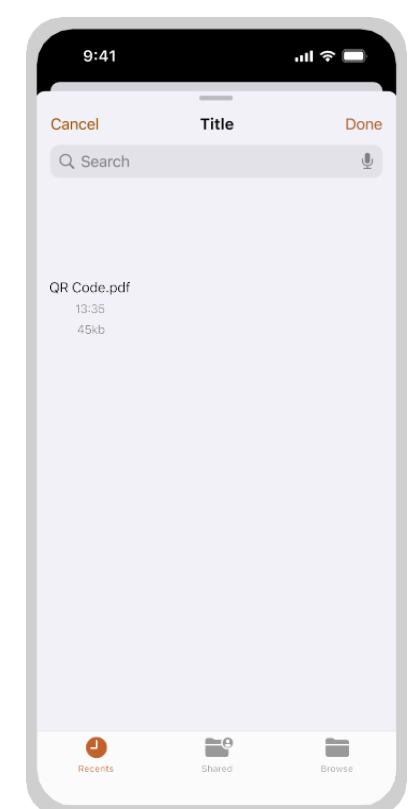 9:41
Cancel Title Done
Search
QR Code.pdf
13:35
45kb
Recents Shared Browse